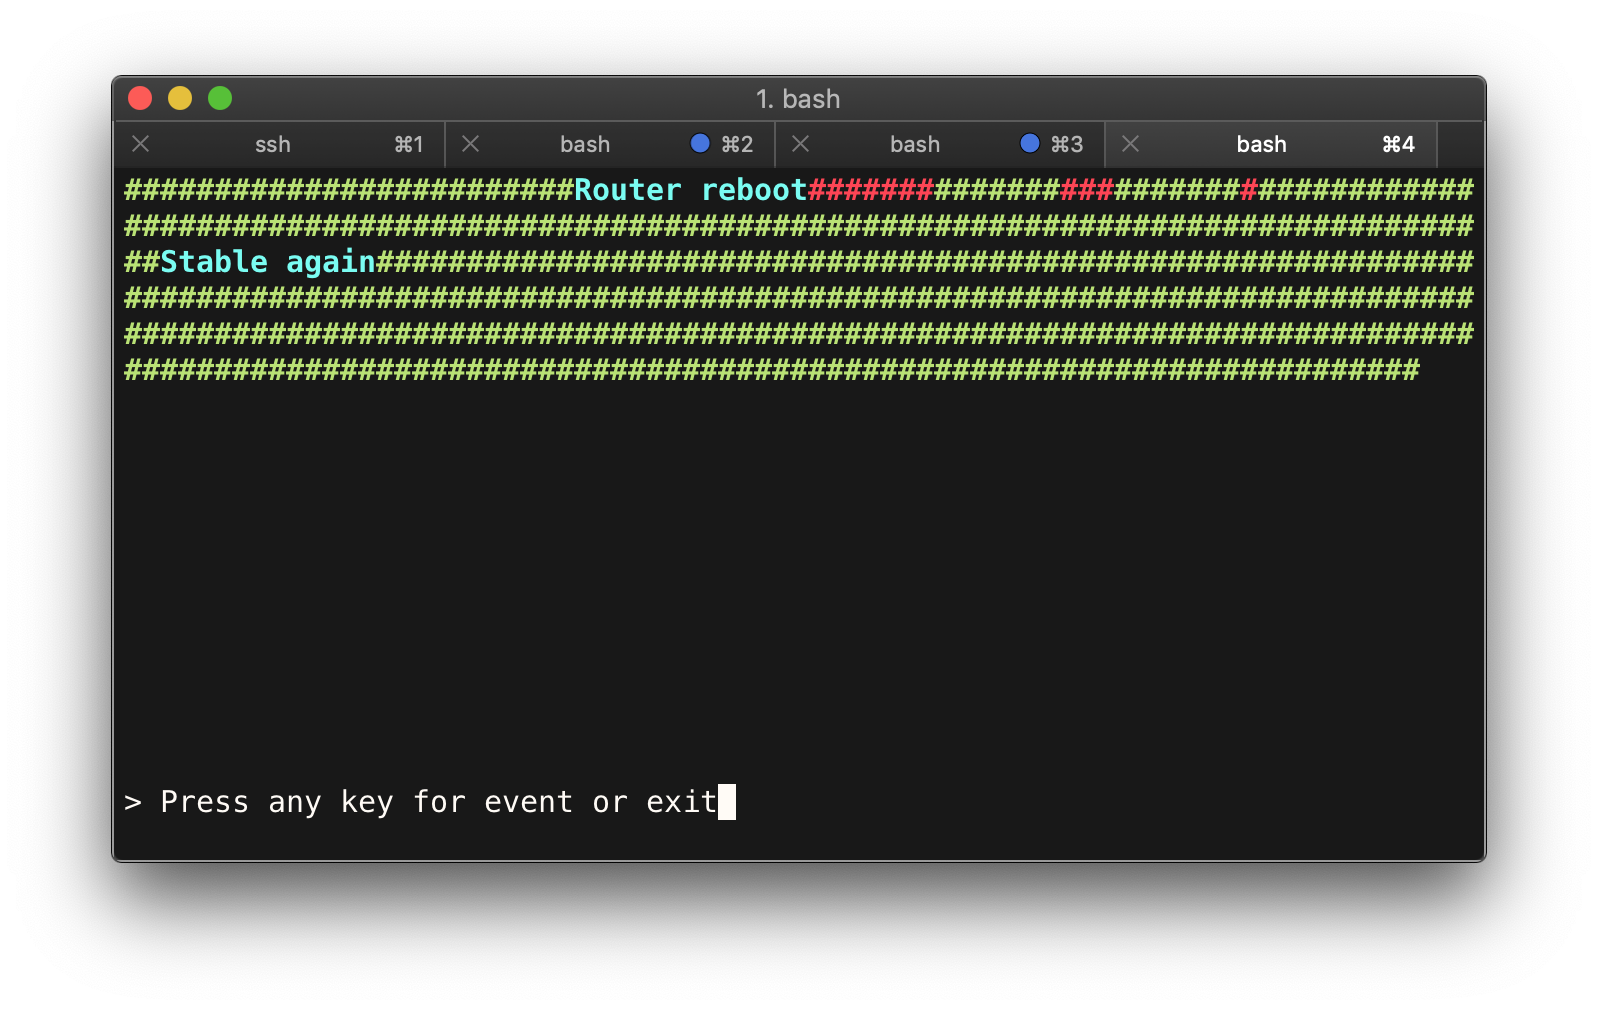 1. bash
ssh ⌘1 bash ⌘2 bash ⌘3 bash ⌘4
#########################Router reboot#####################################
###########################################################################
##Stable again#############################################################
###########################################################################
###########################################################################
########################################################################
> Press any key for event or exit